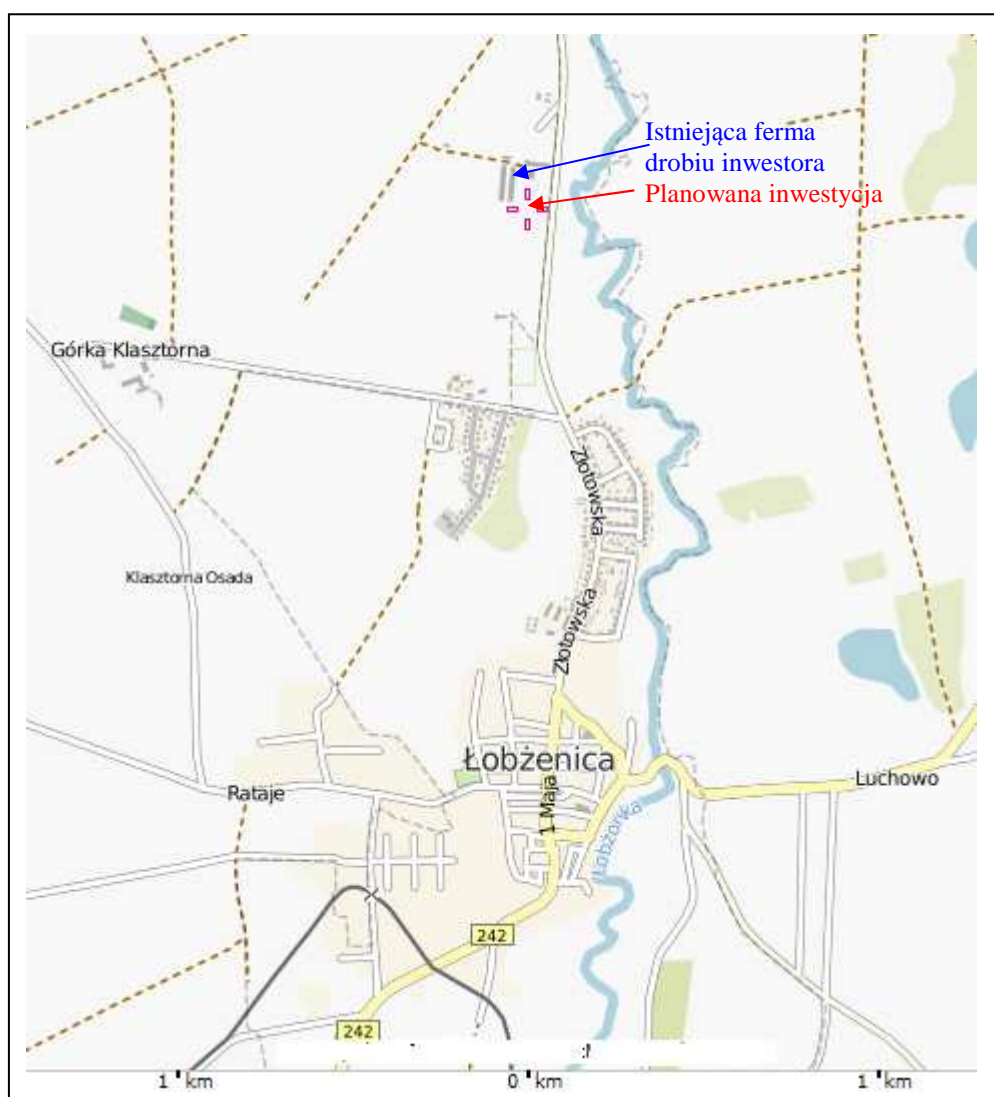 Istniejąca ferma
drobiu inwestora
Planowana inwestycja
Górka Klasztorna
Złotowska
Klasztorna Osada
Złotowska
Łobżenica
Luchowo
Rataje
1 Maja
Łobżonka
242
242
1 km
0 km
1 km